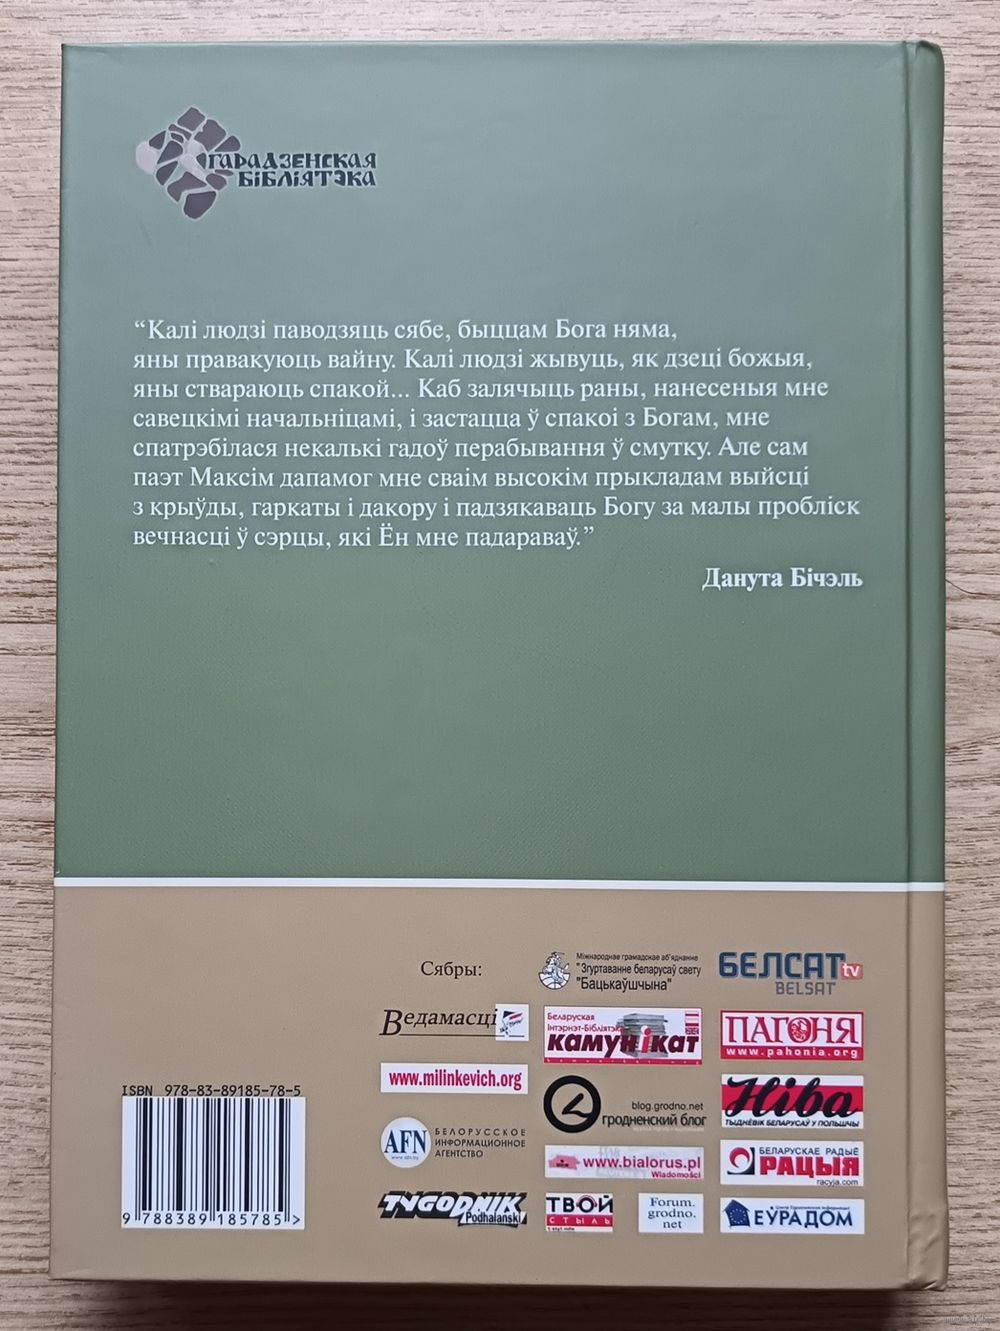 гарадзенская
бібліятэка
“Калі людзі паводзяць сябе, быццам Бога няма,
яны правакуюць вайну. Калі людзі жывуць, як дзеці божыя,
яны ствараюць спакой... Каб залячыць раны, нанесеныя мне
савецкімі начальніцамі, і застацца ў спакоі з Богам, мне
спатрэбілася некалькі гадоў перабывання ў смутку. Але сам
паэт Максім дапамог мне сваім высокім прыкладам выйсці
з крыўды, гаркаты і дакору і падзякаваць Богу за малы пробліск
вечнасці ў сэрцы, які Ён мне падараваў.”
Данута Бічэль
Сябры:
Міжнароднае грамадскае аб'яднанне
"Згуртаванне беларусаў свету
"Бацькаўшчына"
БЕЛСАТ tv
BELSAT
Ведамасці
Беларуская
Інтэрнэт-Бібліятэка
камунікат
ПАГОНЯ
www.pahonia.org
www.milinkevich.org
blog.grodno.net
гродненский блог
Ніва
ТЫДНЁВІК БЕЛАРУСАЎ У ПОЛЬШЧЫ
AFN
www.afn.by
БЕЛОРУССКОЕ
ИНФОРМАЦИОННОЕ
АГЕНТСТВО
www.bialorus.pl
Wiadomości
БЕЛАРУСКАЕ РАДЫЁ
РАЦЫЯ
racyja.com
TYGODNIK
Podhalański
ТВОЙ
СТЫЛЬ
Forum.
grodno.
net
ЕЎРАДОМ
ISBN 978-83-89185-78-5
9 788389 185785 >